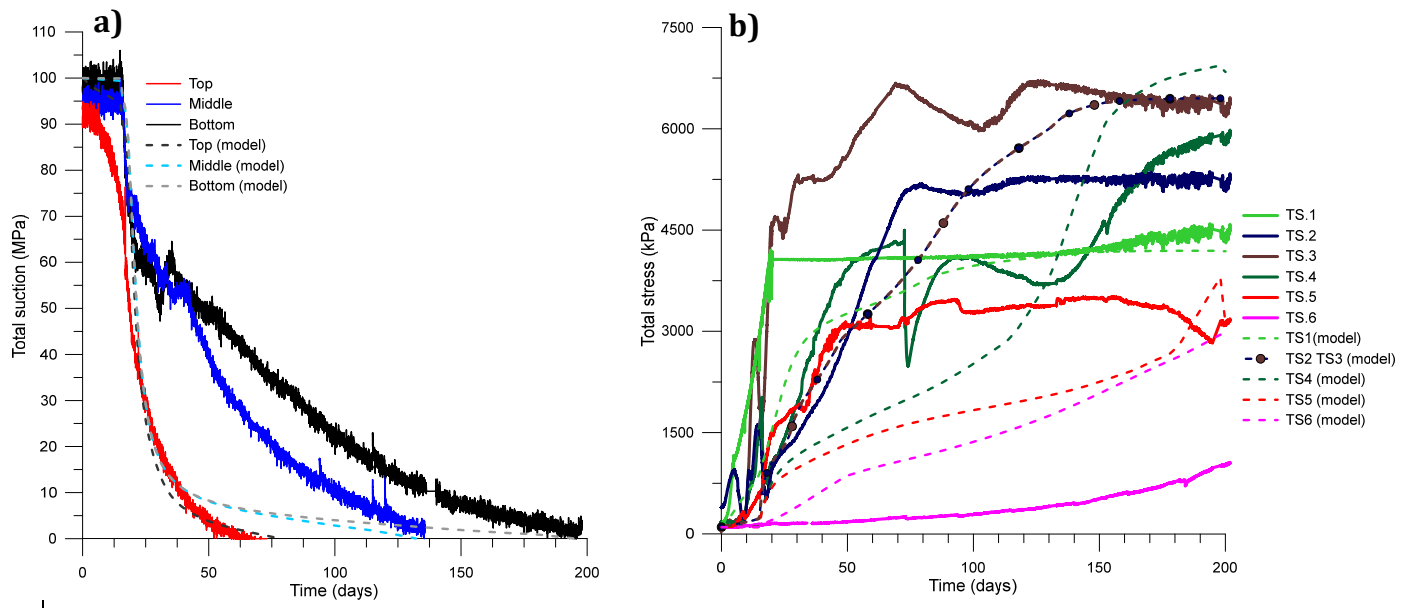 a)
110
100
90
80
70
60
50
40
30
20
10
0
Total suction (MPa)
0 50 100 150 200
Time (days)
Top
Middle
Bottom
Top (model)
Middle (model)
Bottom (model)
b)
7500
6000
4500
3000
1500
0
Total stress (kPa)
0 50 100 150 200
Time (days)
TS.1
TS.2
TS.3
TS.4
TS.5
TS.6
TS1(model)
TS2 TS3 (model)
TS4 (model)
TS5 (model)
TS6 (model)